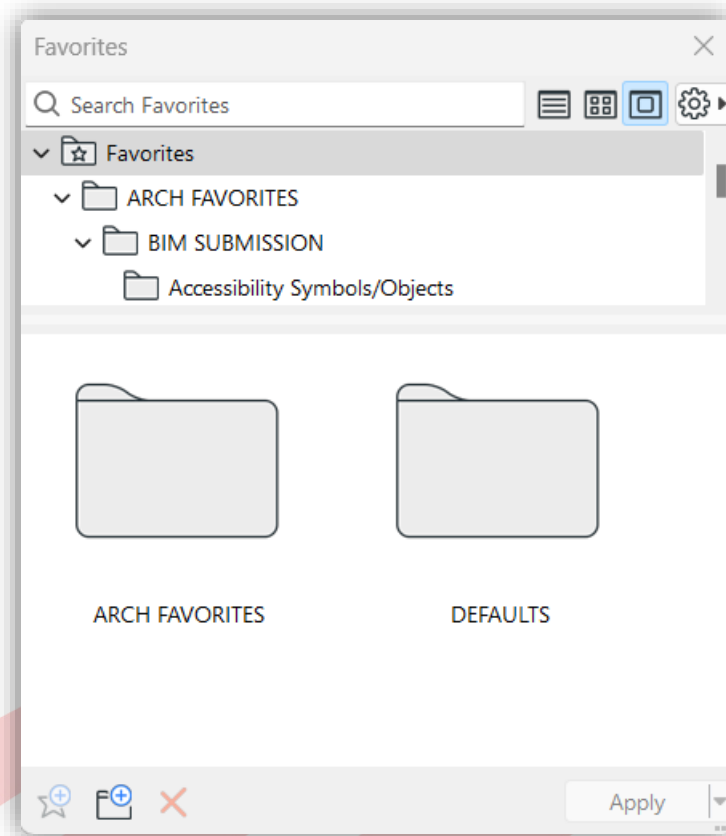 Favorites
Search Favorites
Favorites
ARCH FAVORITES
BIM SUBMISSION
Accessibility Symbols/Objects
ARCH FAVORITES DEFAULTS
Apply